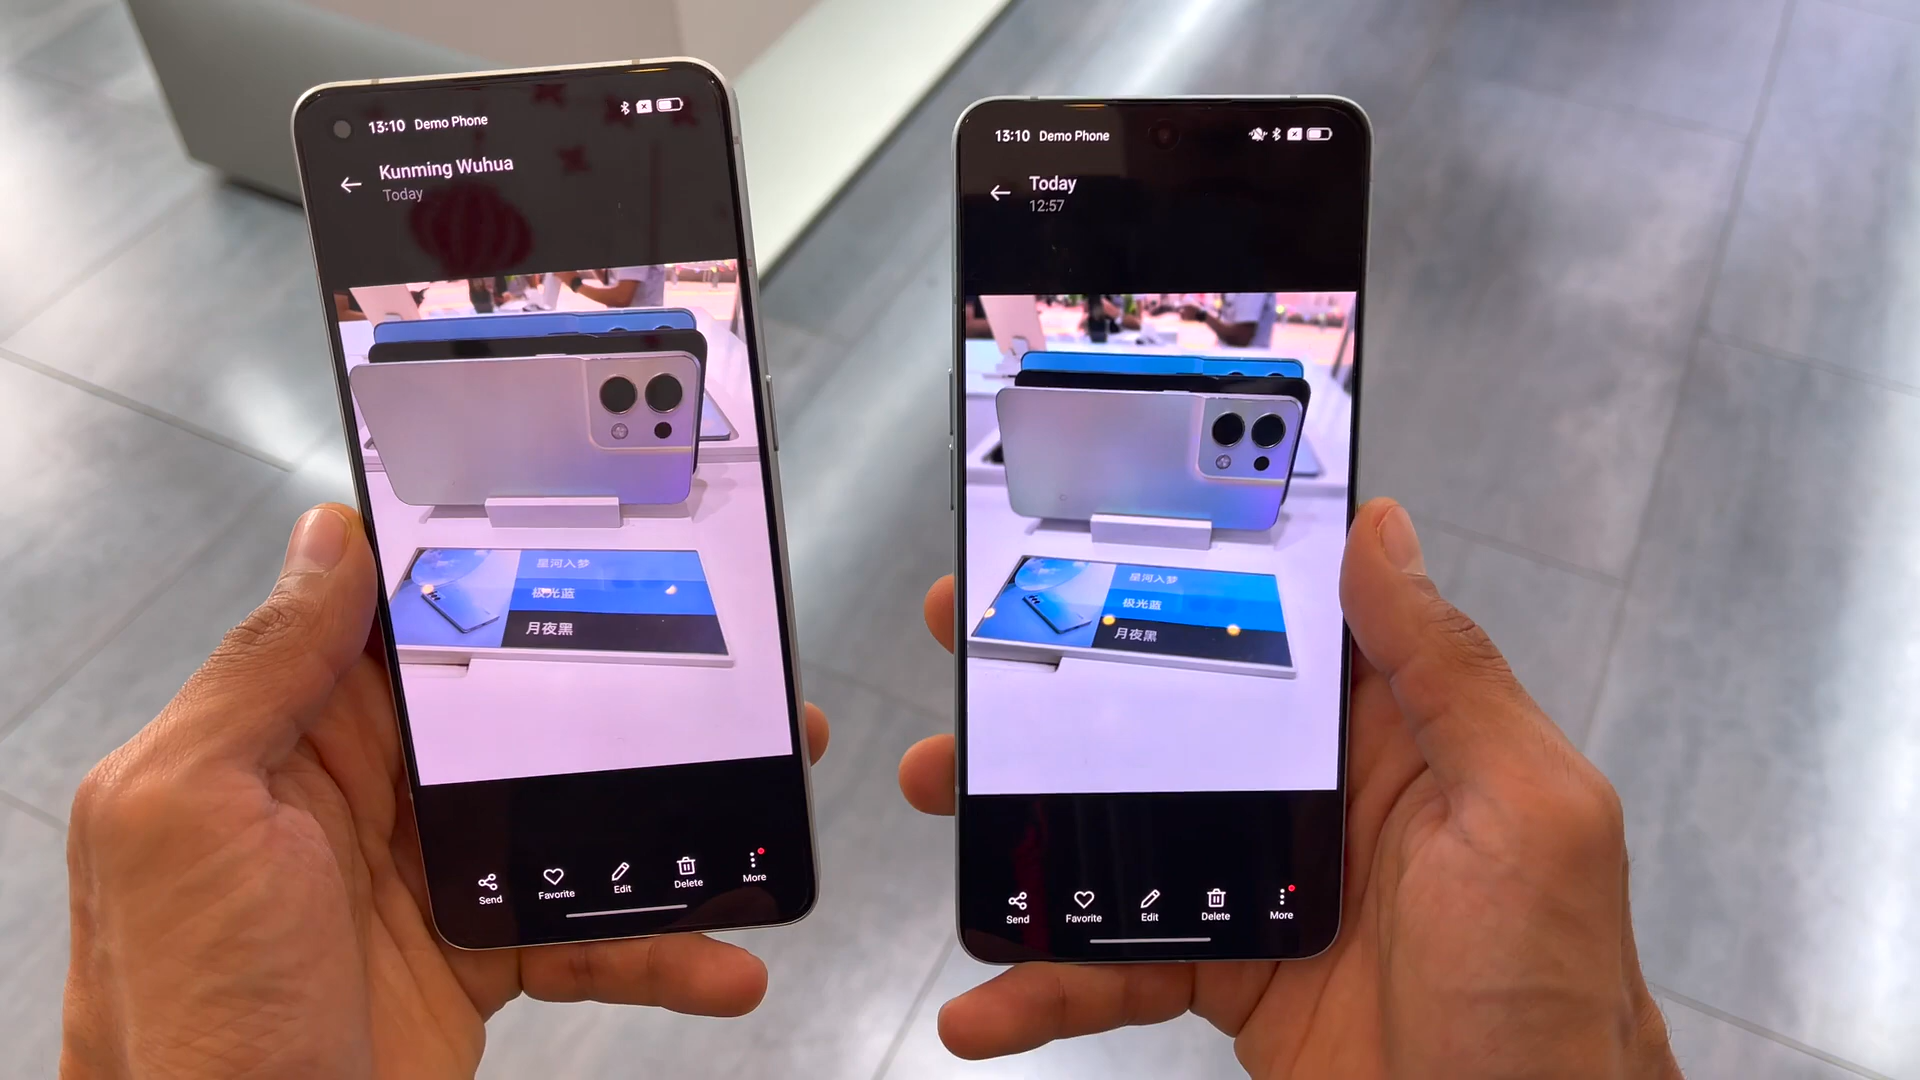 13:10 Demo Phone
Kunming Wuhua
Today
星河入梦
极光蓝
月夜黑
Send
Favorite
Edit
Delete
More
13:10 Demo Phone
Today
12:57
星河入梦
极光蓝
月夜黑
Send
Favorite
Edit
Delete
More